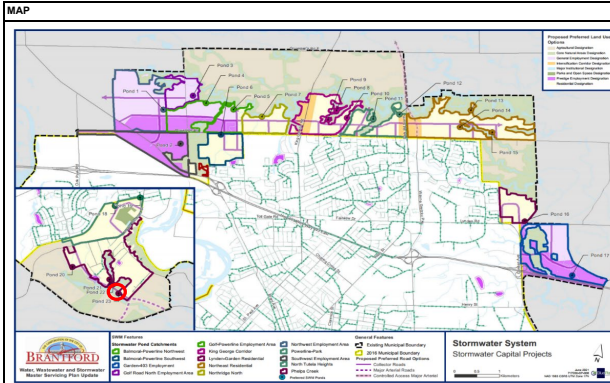 MAP
Proposed Preferred Land Use Options
Agricultural Designation
Core Natural Areas Designation
General Employment Designation
Intensification Corridor Designation
Major Institutional Designation
Parks and Open Space Designation
Prestige Employment Designation
Residential Designation
Pond 3
Pond 4
Pond 6
Pond 5
Pond 7
Pond 9
Pond 8
Pond 10
Pond 11
Pond 12
Pond 13
Pond 14
Pond 1
Pond 15
Pond 16
Pond 17
Pond 18
Pond 20
BRANTFORD
Water, Wastewater and Stormwater
Master Servicing Plan Update
SWM Features
Stormwater Pond Catchments
Balmoral-Powerline Northwest
Balmoral-Powerline Southwest
Garden-403 Employment
Golf Road North Employment Area
Golf-Powerline Employment Area
King George Corridor
Lynden-Garden Residential
Northeast Residential
Northridge North
Northwest Employment Area
Powerline-Park
Southwest Employment Area
North Tutela Heights
Phelps Creek
Preferred SWM Ponds
General Features
Existing Municipal Boundary
2016 Municipal Boundary
Proposed Preferred Road Options
Collector Roads
Major Arterial Roads
Controlled Access Major Arterial
Stormwater System
Stormwater Capital Projects
June 2021